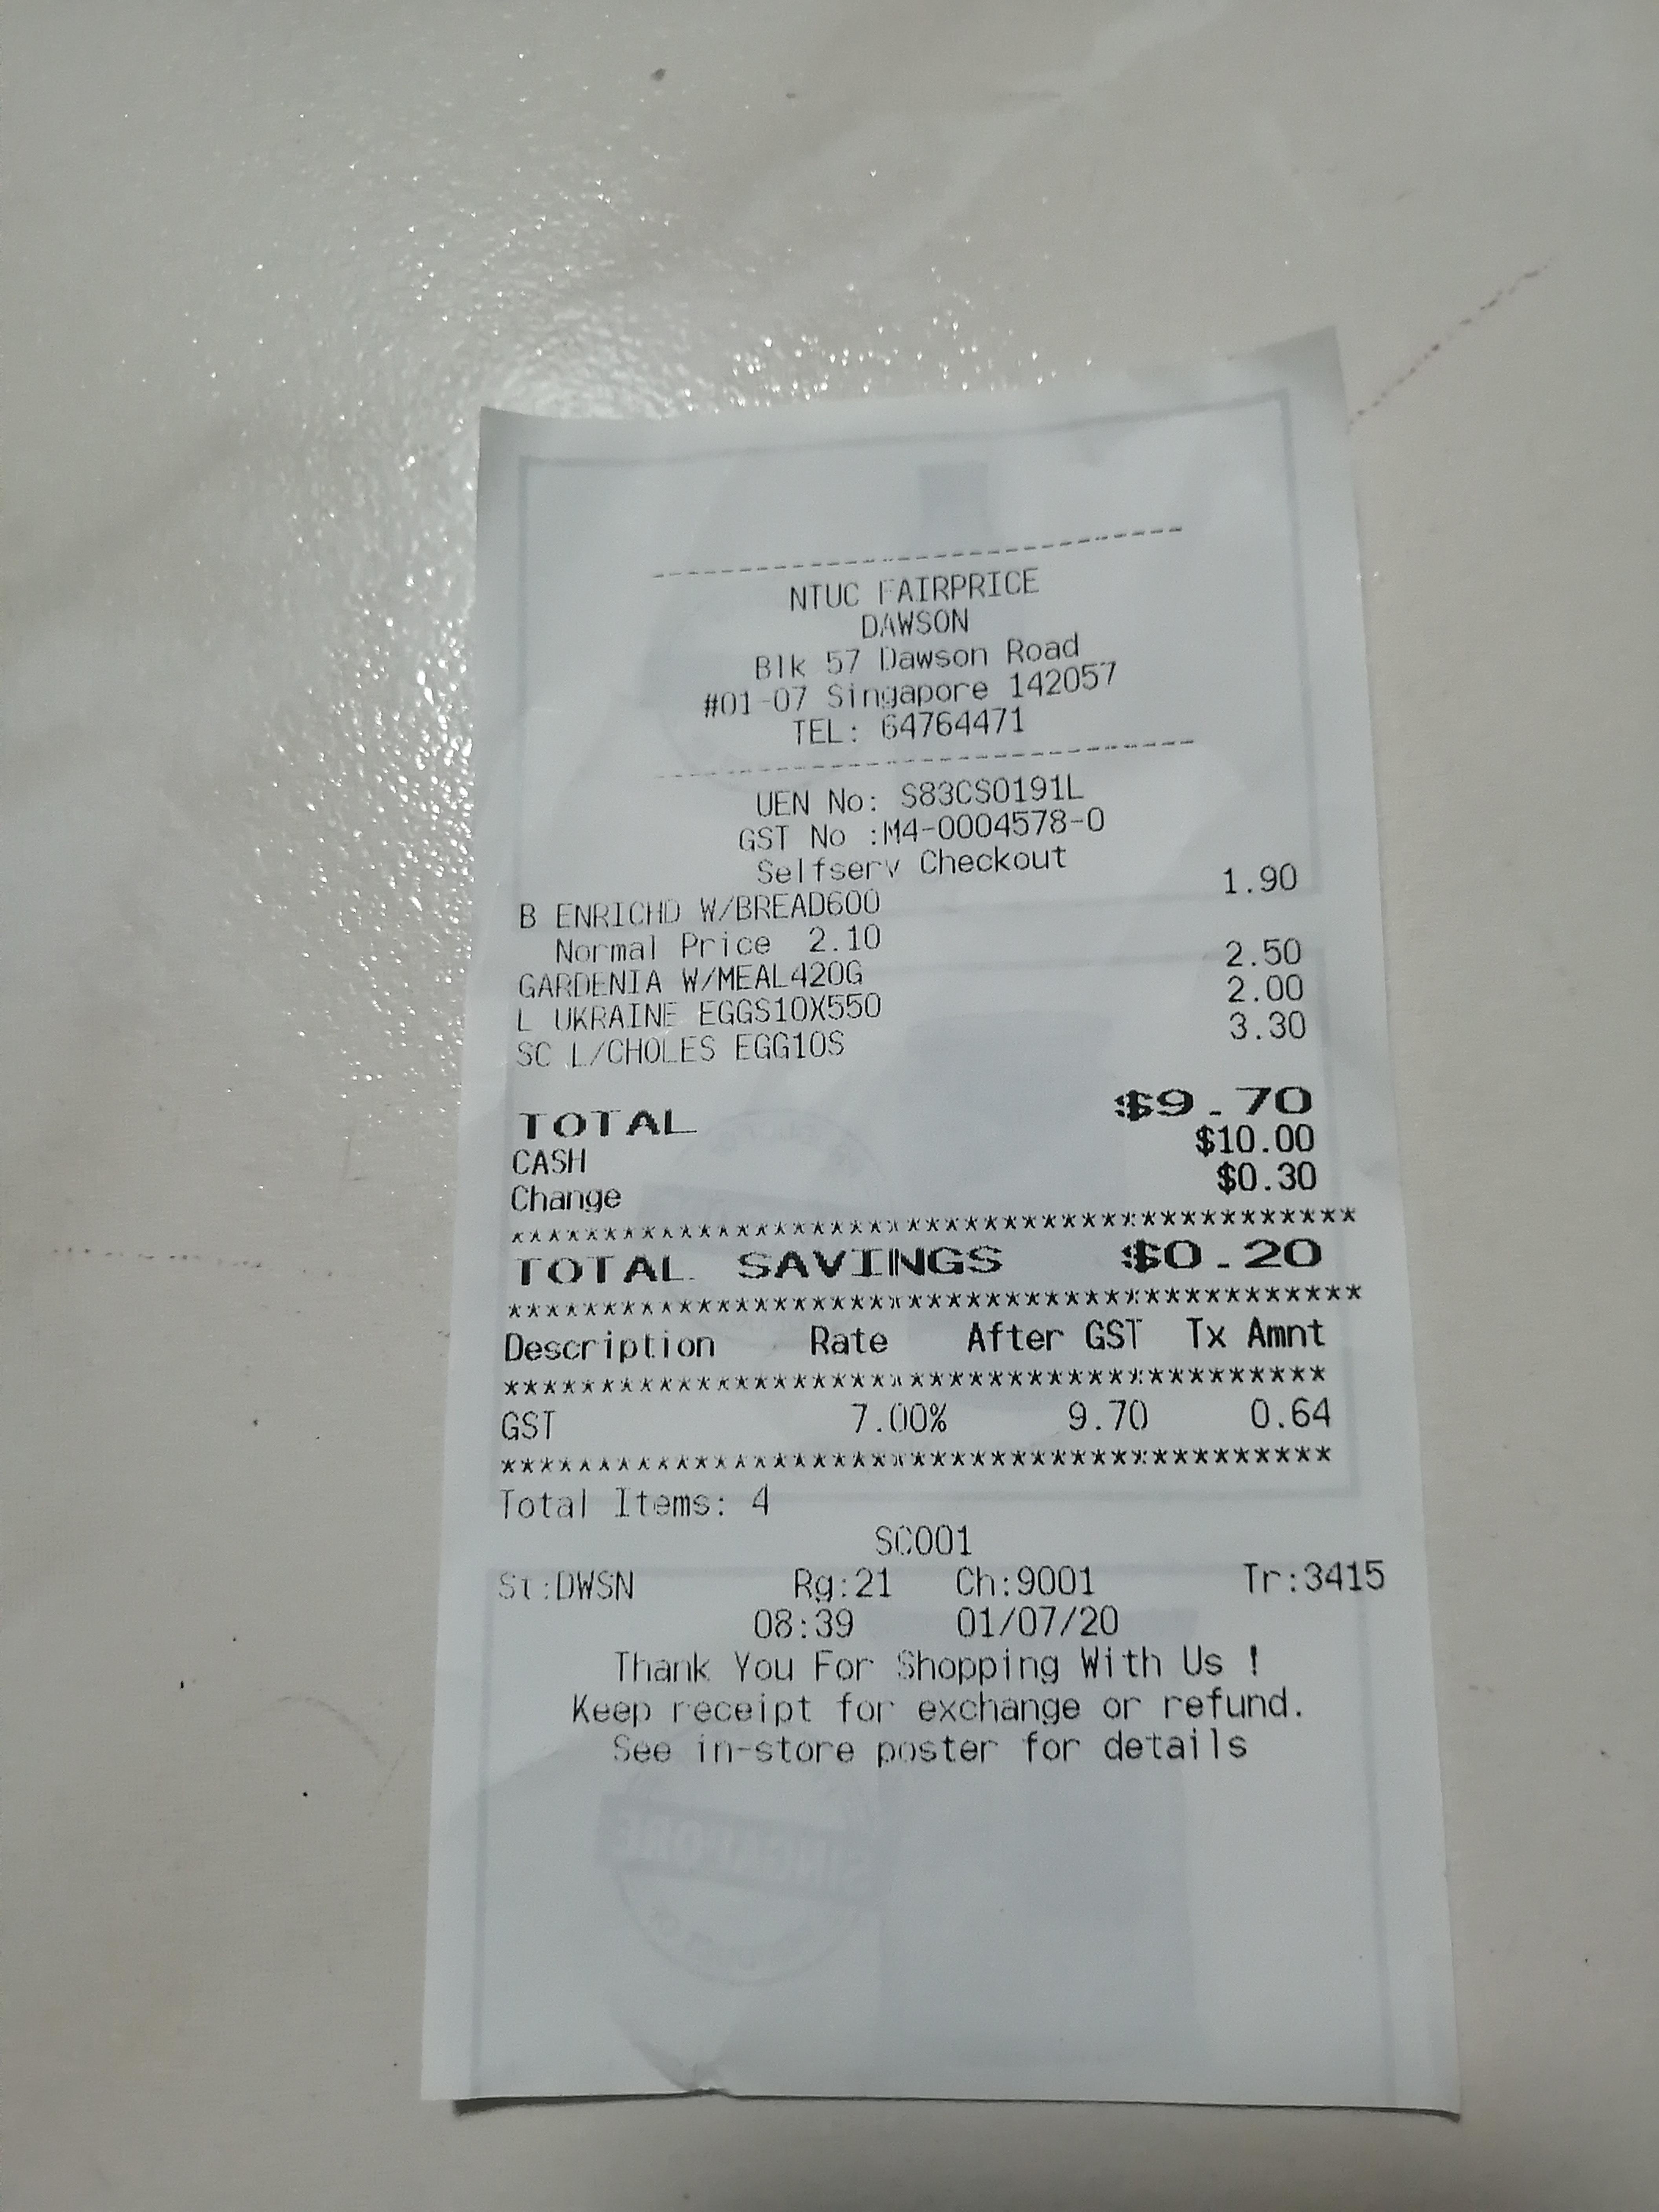 NTUC FAIRPRICE
DAWSON
Blk 57 Dawson Road
#01-07 Singapore 142057
TEL: 64764471
UEN No: S83CS0191L
GST No :M4-0004578-0
Selfserv Checkout
B ENRICHD W/BREAD600 1.90
Normal Price 2.10
GARDENIA W/MEAL420G 2.50
L UKRAINE EGGS10X550 2.00
SC L/CHOLES EGG10S 3.30
TOTAL $9.70
CASH $10.00
Change $0.30
******************************************
TOTAL SAVINGS $0.20
******************************************
Description Rate After GST Tx Amnt
******************************************
GST 7.00% 9.70 0.64
******************************************
Total Items: 4
SC001
St:DWSN Rg:21 Ch:9001 Tr:3415
08:39 01/07/20
Thank You For Shopping With Us !
Keep receipt for exchange or refund.
See in-store poster for details
SINGAPORE